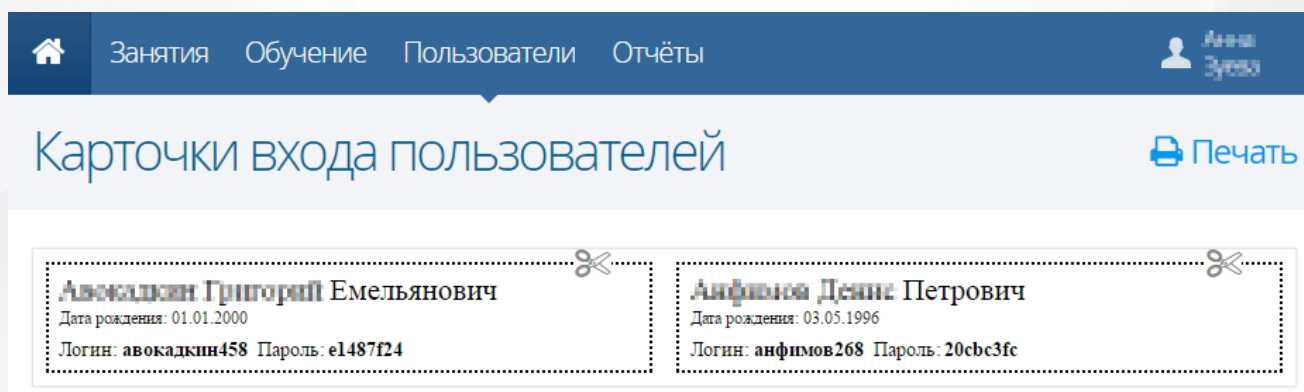 Занятия Обучение Пользователи Отчёты
Карточки входа пользователей
Печать
Емельянович
Дата рождения: 01.01.2000
Логин: авокадкин458 Пароль: e1487f24
Петрович
Дата рождения: 03.05.1996
Логин: анфимов268 Пароль: 20cbc3fc